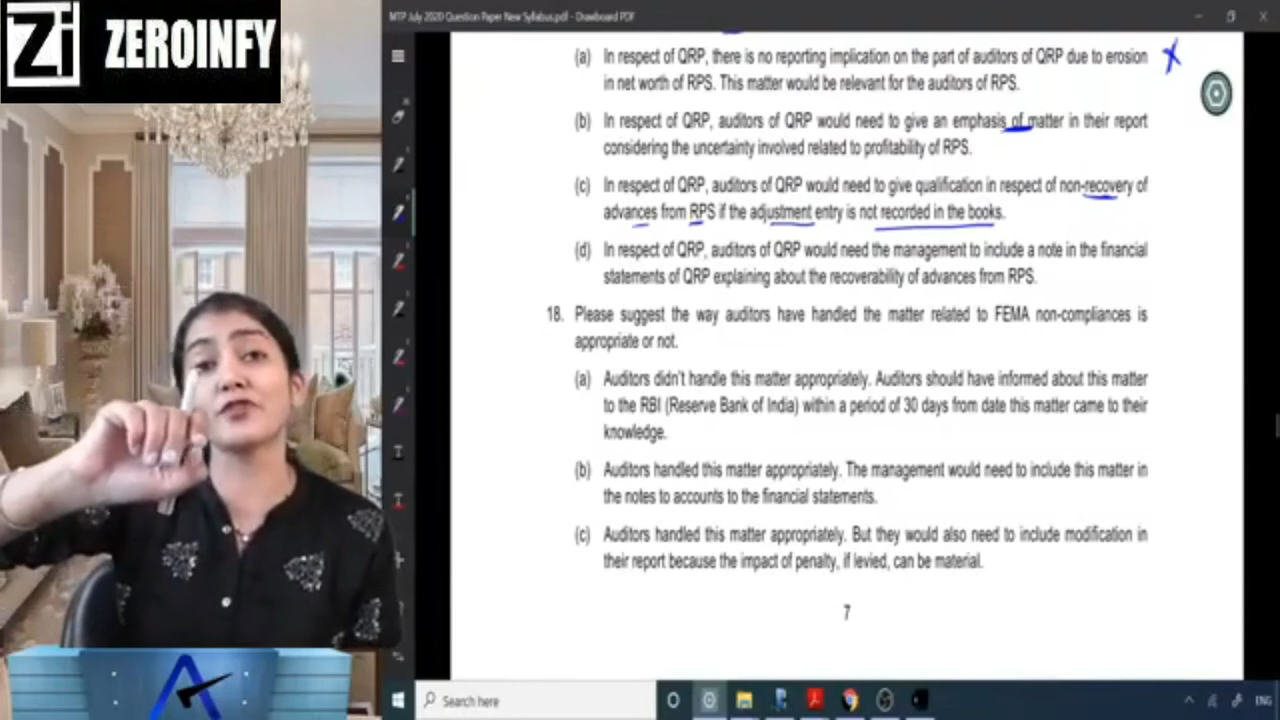 Zi ZEROINFY
MTP July 2020 Question Paper New Syllabus.pdf - Drawboard PDF
(a) In respect of QRP, there is no reporting implication on the part of auditors of QRP due to erosion
in net worth of RPS. This matter would be relevant for the auditors of RPS.
(b) In respect of QRP, auditors of QRP would need to give an emphasis of matter in their report
considering the uncertainty involved related to profitability of RPS.
(c) In respect of QRP, auditors of QRP would need to give qualification in respect of non-recovery of
advances from RPS if the adjustment entry is not recorded in the books.
(d) In respect of QRP, auditors of QRP would need the management to include a note in the financial
statements of QRP explaining about the recoverability of advances from RPS.
18. Please suggest the way auditors have handled the matter related to FEMA non-compliances is
appropriate or not.
(a) Auditors didn't handle this matter appropriately. Auditors should have informed about this matter
to the RBI (Reserve Bank of India) within a period of 30 days from date this matter came to their
knowledge.
(b) Auditors handled this matter appropriately. The management would need to include this matter in
the notes to accounts to the financial statements.
(c) Auditors handled this matter appropriately. But they would also need to include modification in
their report because the impact of penalty, if levied, can be material.
7
Search here
ENG